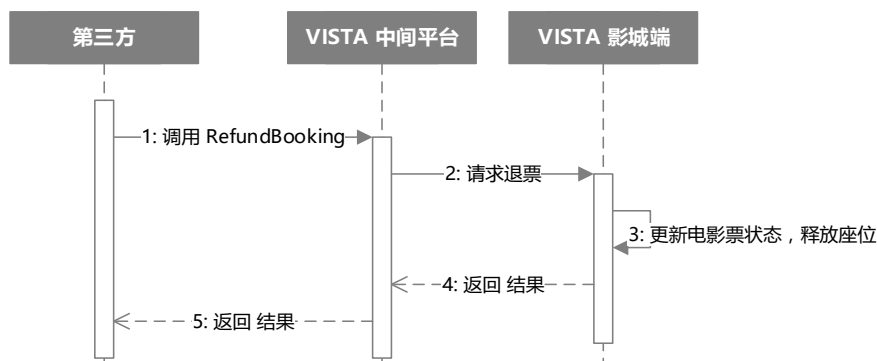 第三方
VISTA 中间平台
VISTA 影城端
1: 调用 RefundBooking
2: 请求退票
3: 更新电影票状态，释放座位
4: 返回 结果
5: 返回 结果